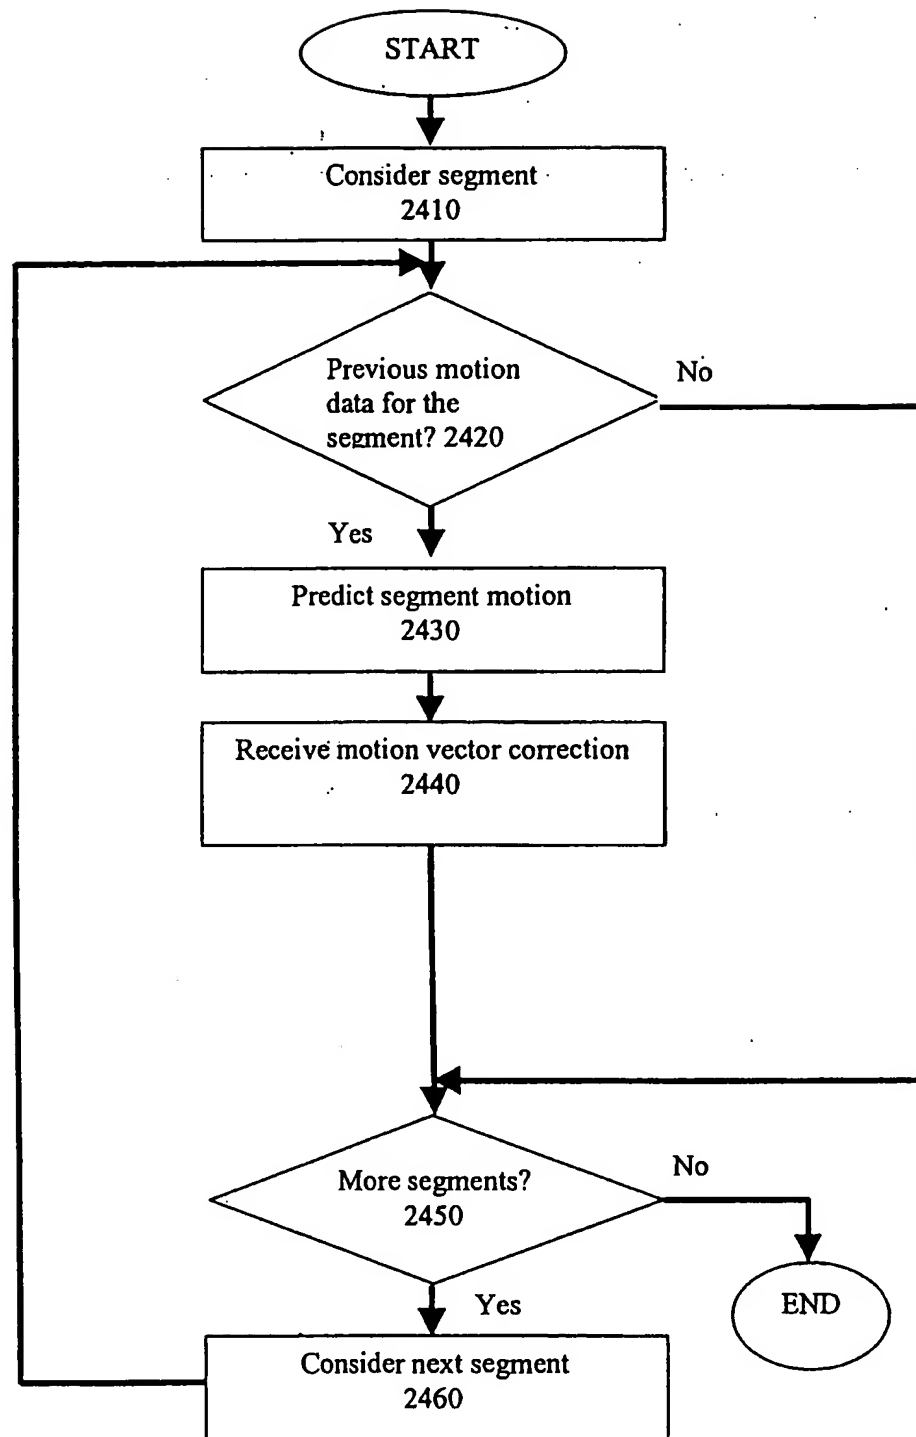 START
Consider segment
2410
Previous motion
data for the
segment? 2420
No
Yes
Predict segment motion
2430
Receive motion vector correction
2440
More segments?
2450
No
Yes
END
Consider next segment
2460